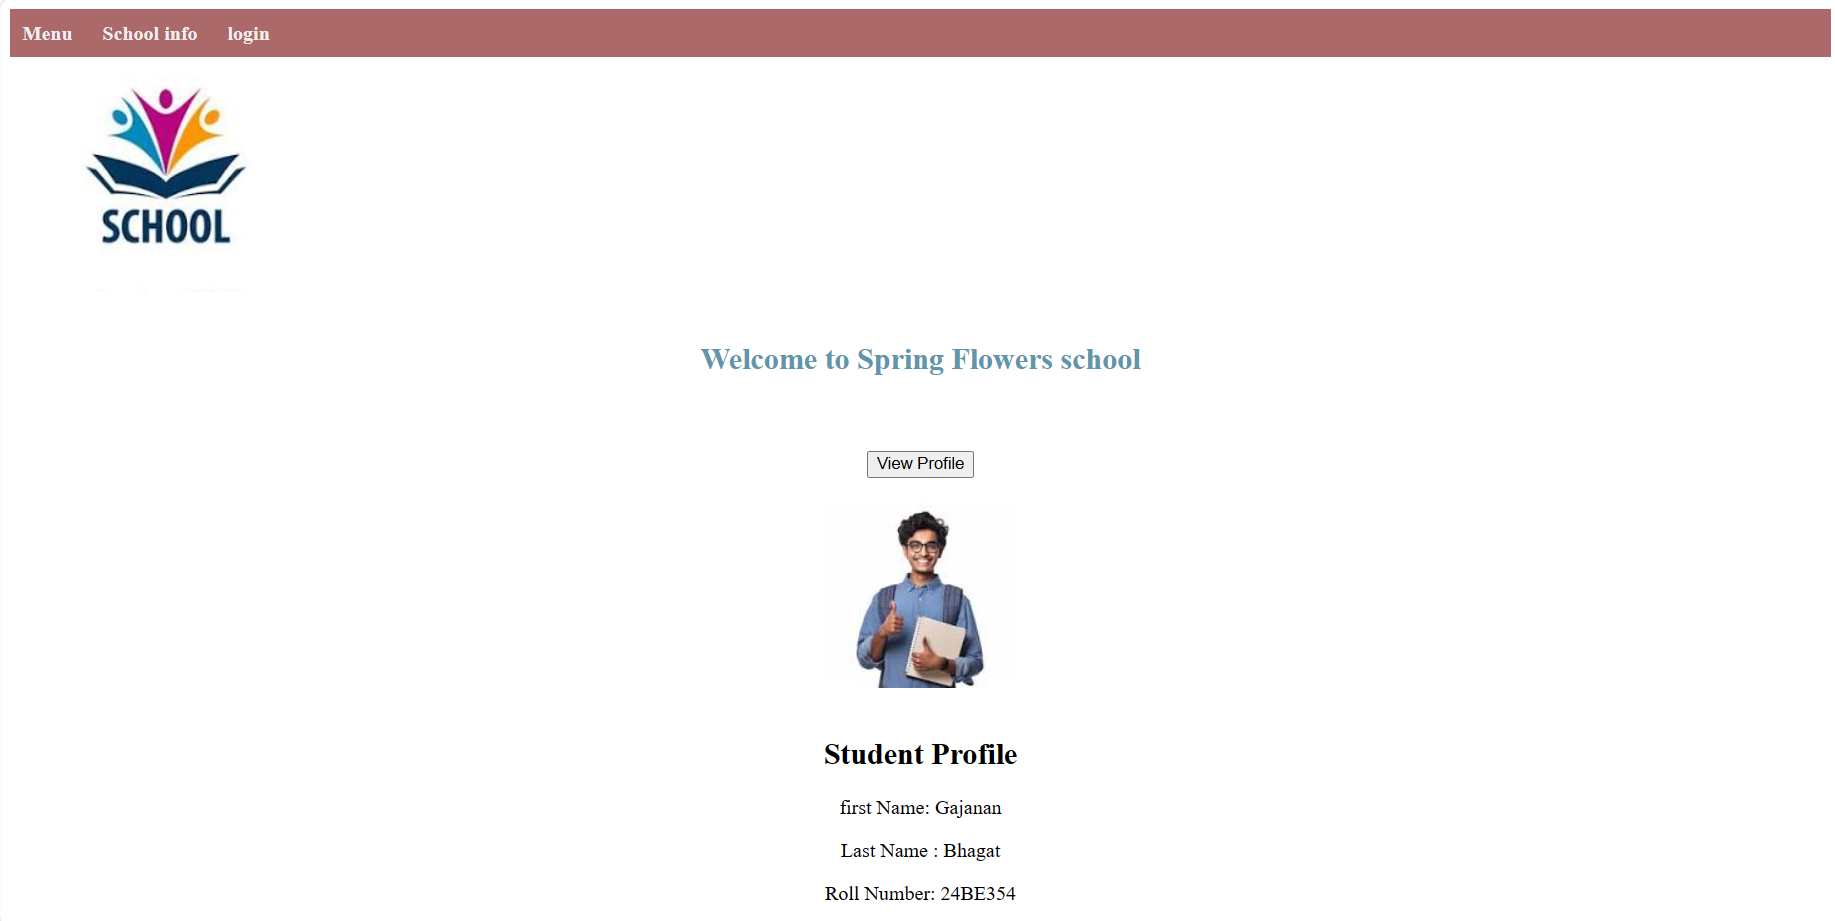 Menu School info login
SCHOOL
Welcome to Spring Flowers school
View Profile
Student Profile
first Name: Gajanan
Last Name : Bhagat
Roll Number: 24BE354